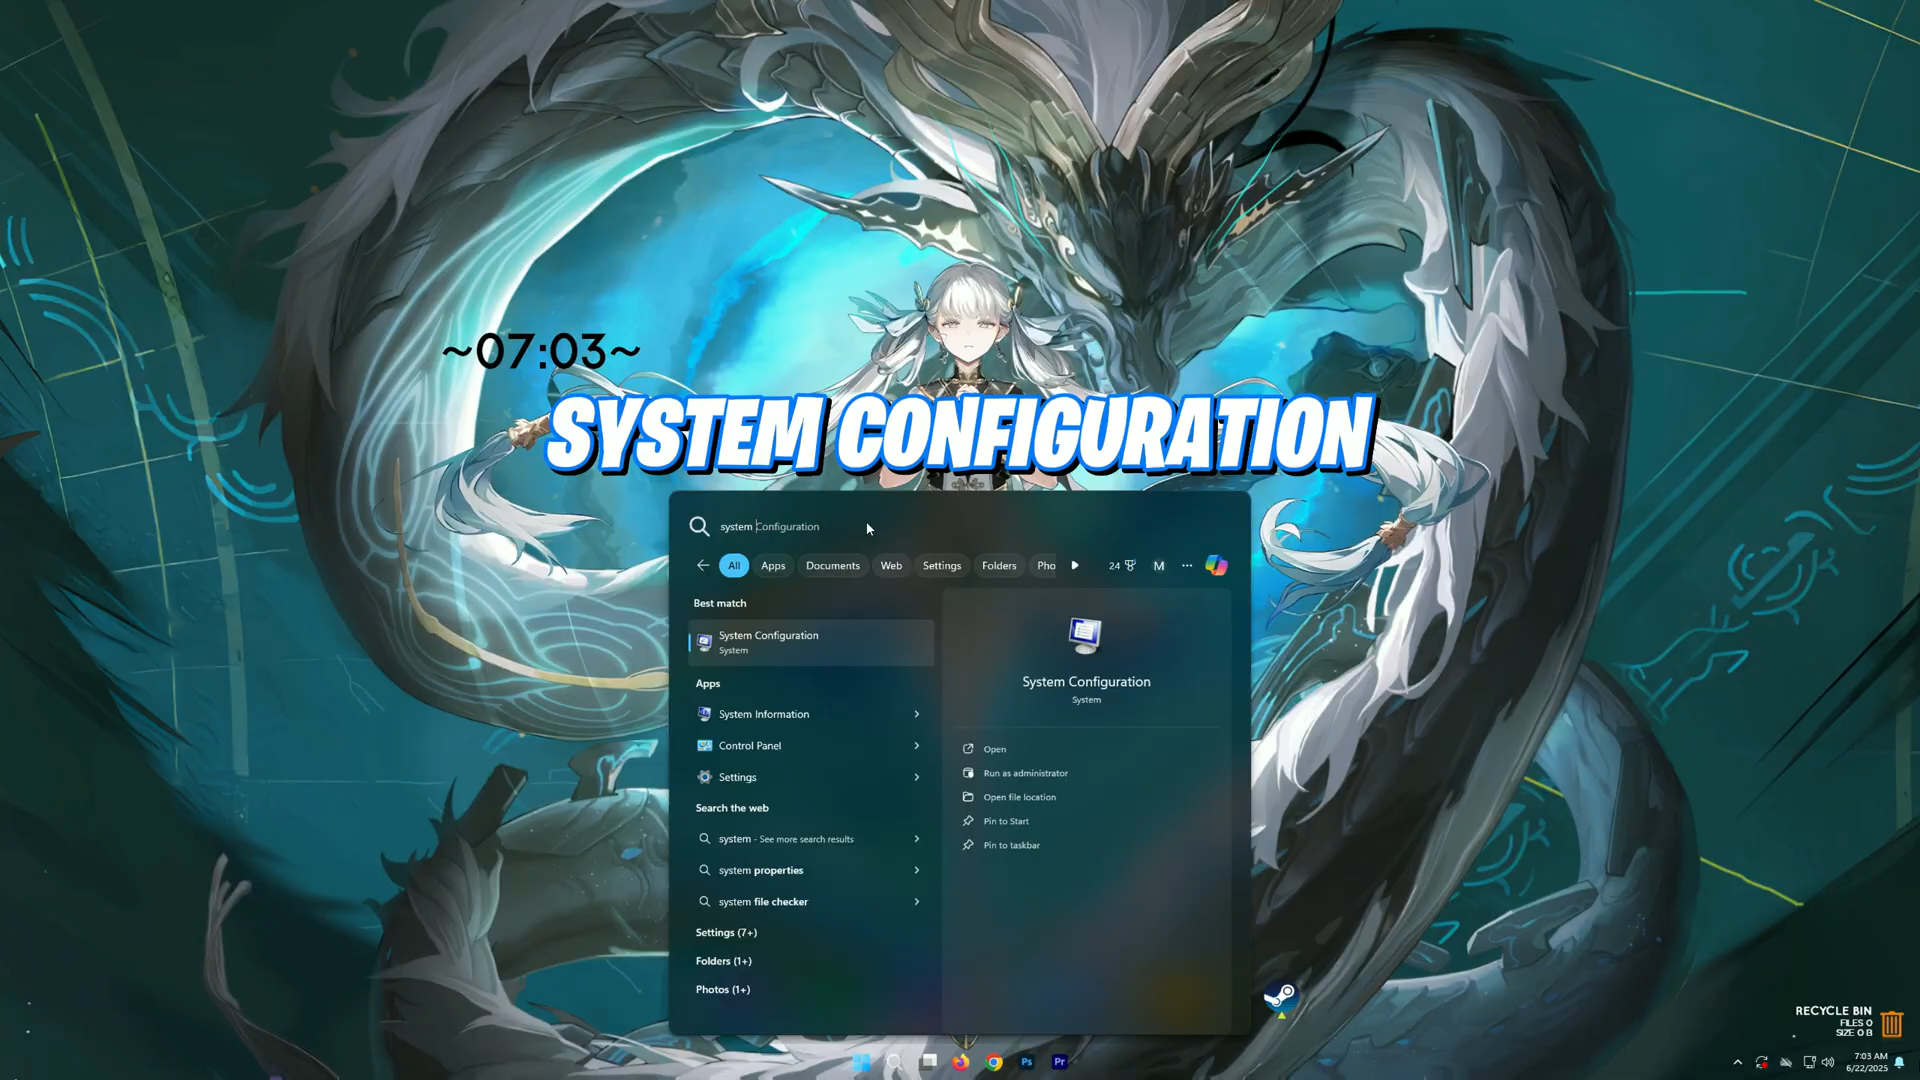 ~07:03~
SYSTEM CONFIGURATION
system Configuration
All
Apps
Documents
Web
Settings
Folders
Pho
24
M
Best match
System Configuration
System
Apps
System Information
Control Panel
Settings
Search the web
system - See more search results
system properties
system file checker
Settings (7+)
Folders (1+)
Photos (1+)
System Configuration
System
Open
Run as administrator
Open file location
Pin to Start
Pin to taskbar
RECYCLE BIN
FILES 0
SIZE 0 B
Ps
Pr
7:03 AM
6/22/2025